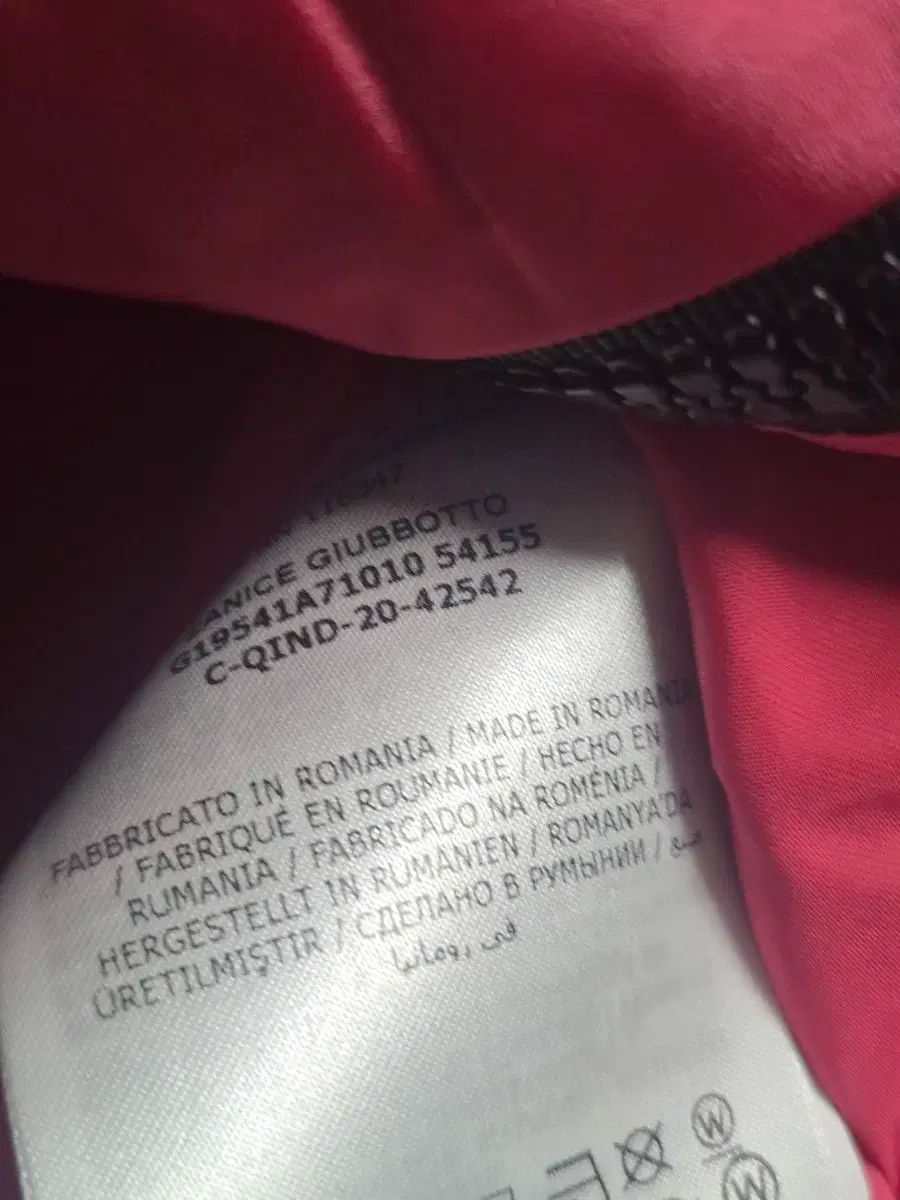 GIUBBOTTO
G19541A71010 54155
C-QIND-20-42542
FABBRICATO IN ROMANIA / MADE IN ROMANIA
/ FABRIQUÉ EN ROUMANIE / HECHO EN
RUMANIA / FABRICADO NA ROMÉNIA /
HERGESTELLT IN RUMÄNIEN / ROMANYA'DA
ÜRETILMIŞTIR / СДЕЛАНО В РУМЫНИИ / صنع
في رومانيا
W
W